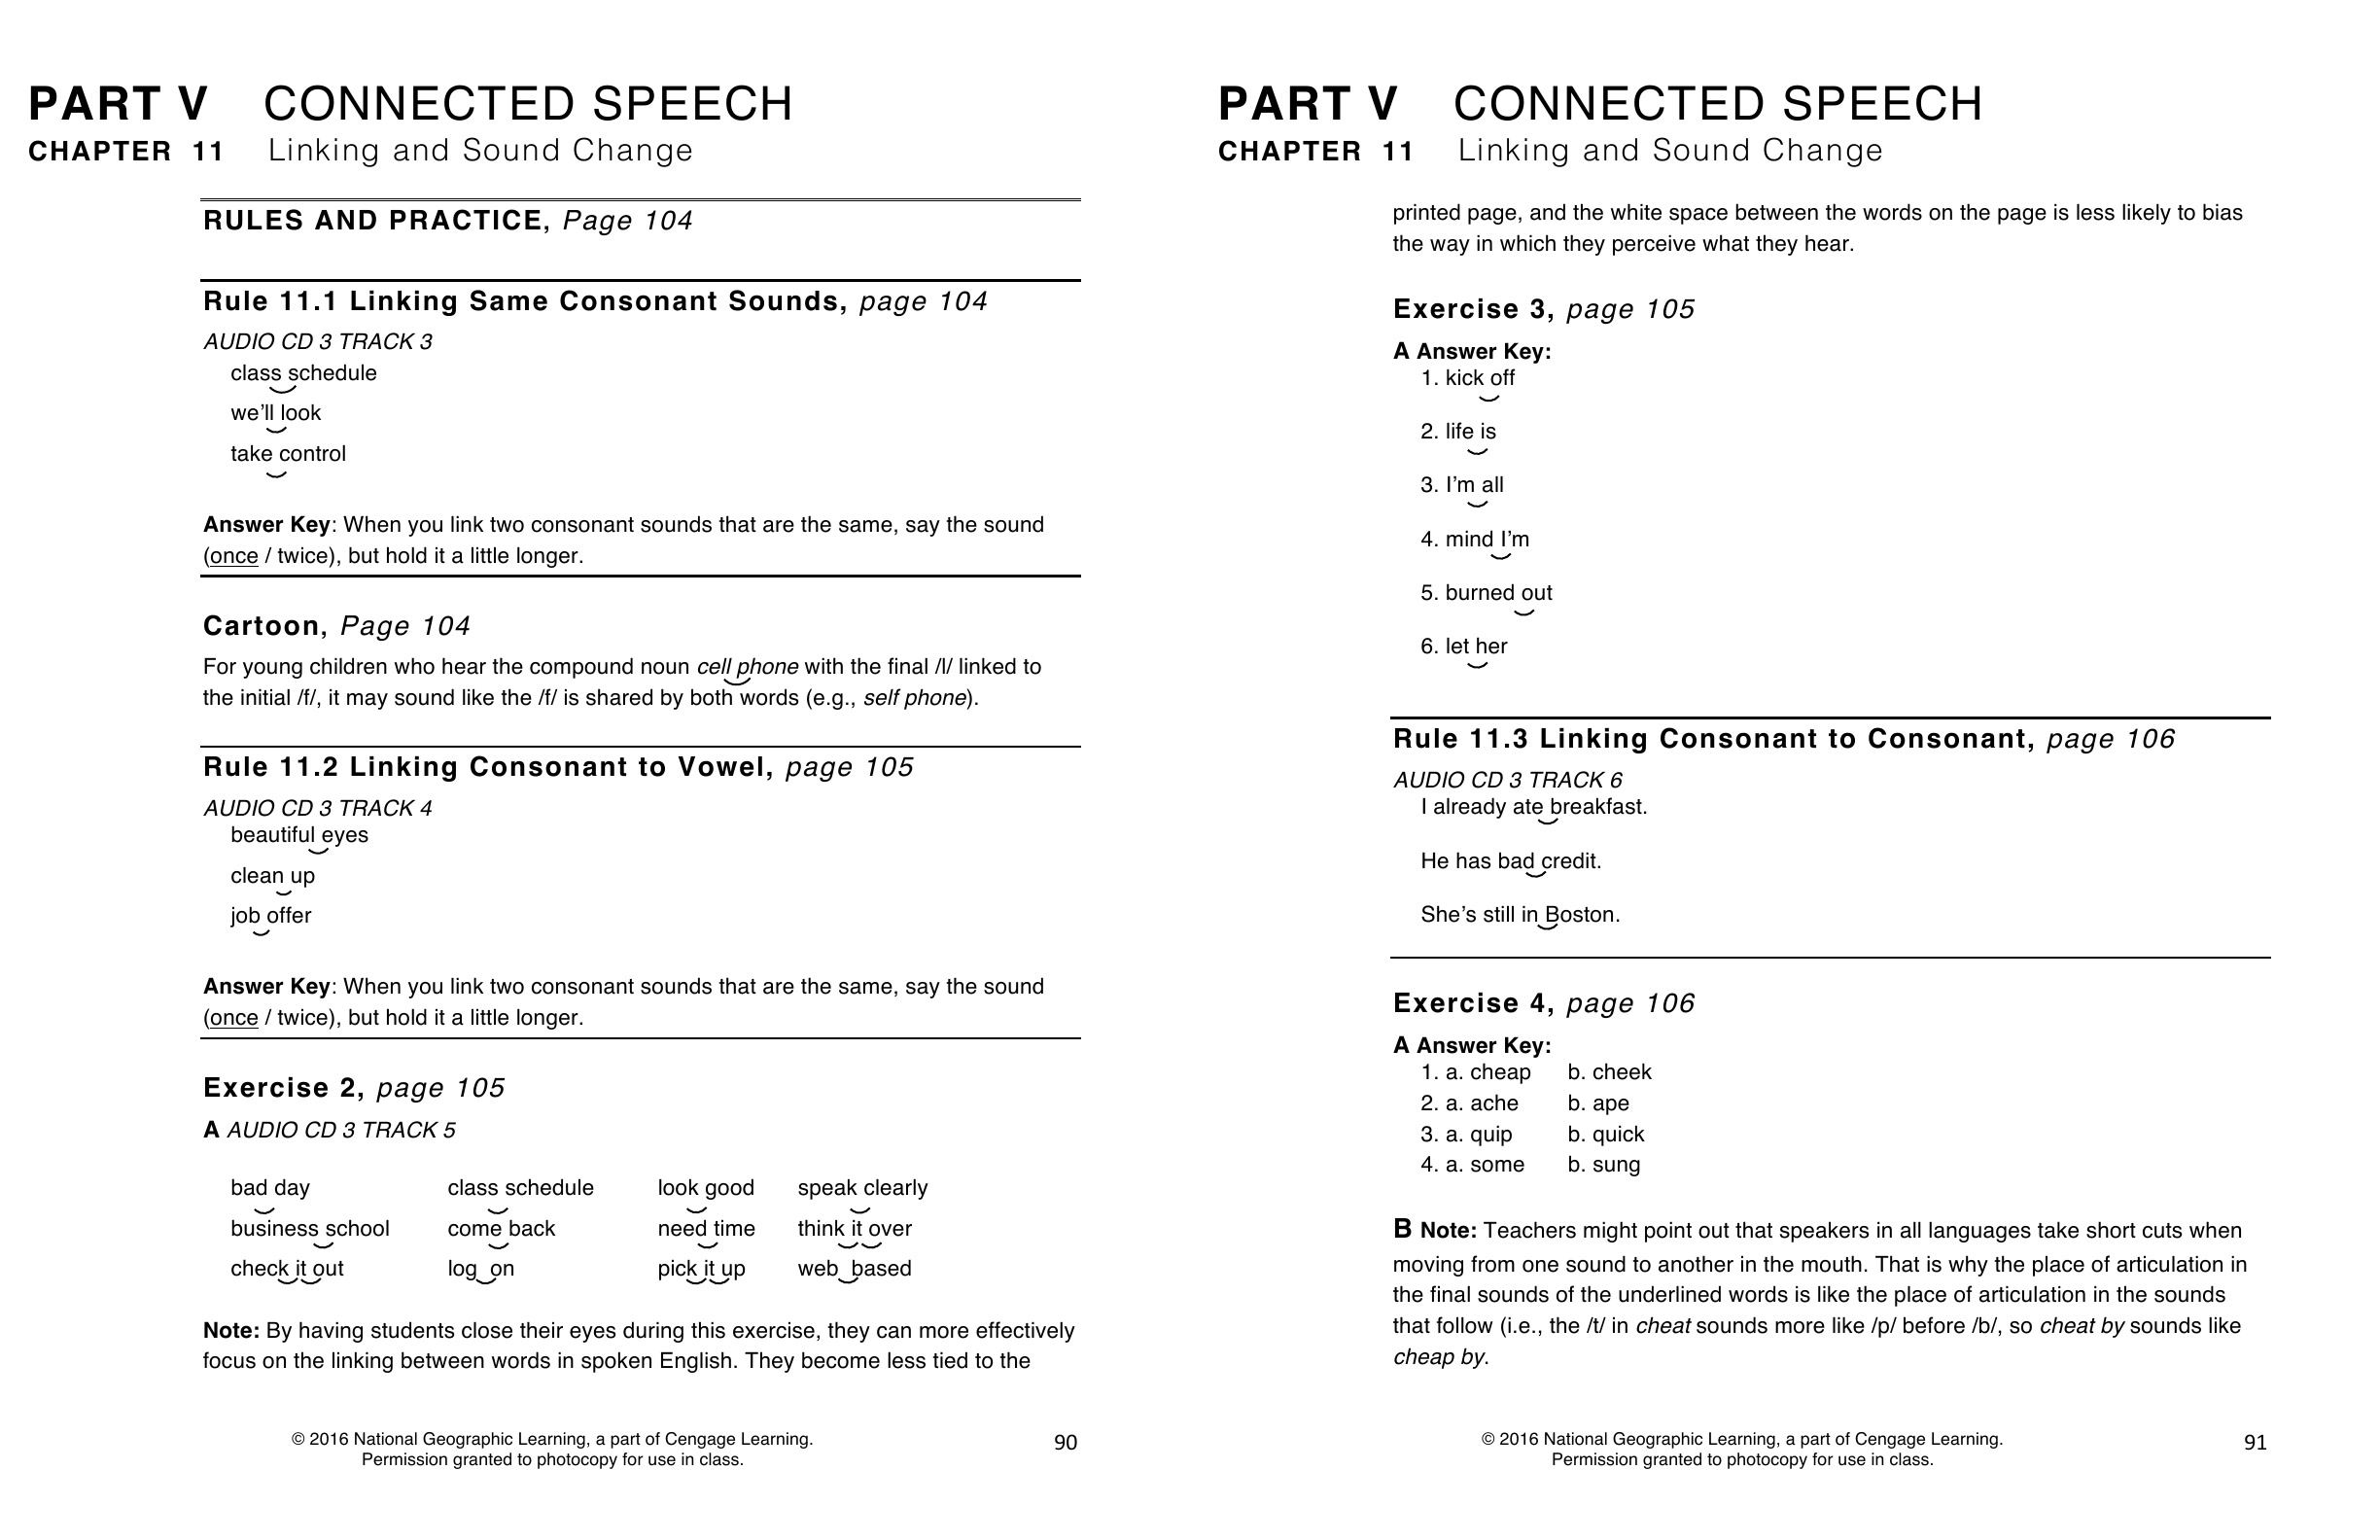 PART V CONNECTED SPEECH
CHAPTER 11 Linking and Sound Change
RULES AND PRACTICE, Page 104
Rule 11.1 Linking Same Consonant Sounds, page 104
AUDIO CD 3 TRACK 3
class schedule
we’ll look
take control
Answer Key: When you link two consonant sounds that are the same, say the sound
(once / twice), but hold it a little longer.
Cartoon, Page 104
For young children who hear the compound noun cell phone with the final /l/ linked to
the initial /f/, it may sound like the /f/ is shared by both words (e.g., self phone).
Rule 11.2 Linking Consonant to Vowel, page 105
AUDIO CD 3 TRACK 4
beautiful eyes
clean up
job offer
Answer Key: When you link two consonant sounds that are the same, say the sound
(once / twice), but hold it a little longer.
Exercise 2, page 105
A AUDIO CD 3 TRACK 5
bad day class schedule look good speak clearly
business school come back need time think it over
check it out log on pick it up web based
Note: By having students close their eyes during this exercise, they can more effectively
focus on the linking between words in spoken English. They become less tied to the
© 2016 National Geographic Learning, a part of Cengage Learning.
Permission granted to photocopy for use in class.
90
PART V CONNECTED SPEECH
CHAPTER 11 Linking and Sound Change
printed page, and the white space between the words on the page is less likely to bias
the way in which they perceive what they hear.
Exercise 3, page 105
A Answer Key:
1. kick off
2. life is
3. I’m all
4. mind I’m
5. burned out
6. let her
Rule 11.3 Linking Consonant to Consonant, page 106
AUDIO CD 3 TRACK 6
I already ate breakfast.
He has bad credit.
She’s still in Boston.
Exercise 4, page 106
A Answer Key:
1. a. cheap b. cheek
2. a. ache b. ape
3. a. quip b. quick
4. a. some b. sung
B Note: Teachers might point out that speakers in all languages take short cuts when
moving from one sound to another in the mouth. That is why the place of articulation in
the final sounds of the underlined words is like the place of articulation in the sounds
that follow (i.e., the /t/ in cheat sounds more like /p/ before /b/, so cheat by sounds like
cheap by.
© 2016 National Geographic Learning, a part of Cengage Learning.
Permission granted to photocopy for use in class.
91